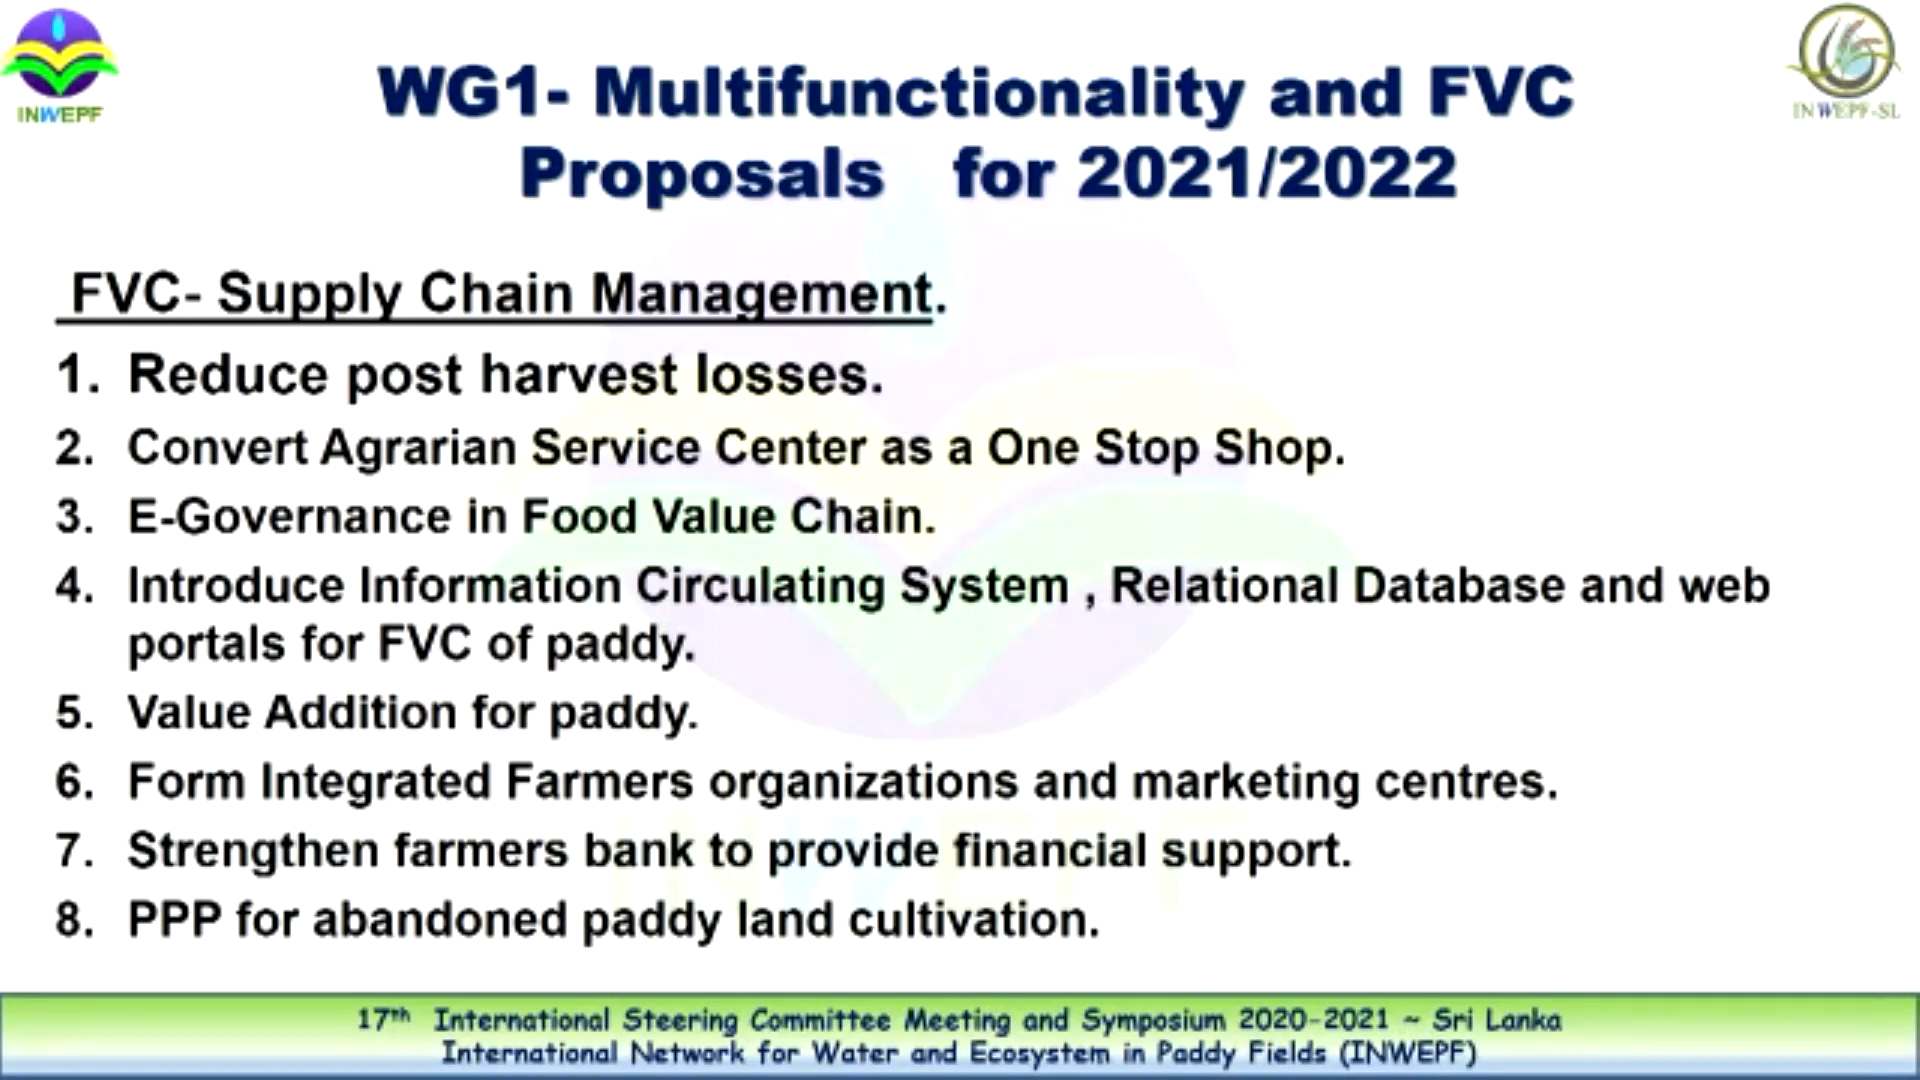 INWEPF
INWEPF-SL
WG1- Multifunctionality and FVC
Proposals for 2021/2022
FVC- Supply Chain Management.
1. Reduce post harvest losses.
2. Convert Agrarian Service Center as a One Stop Shop.
3. E-Governance in Food Value Chain.
4. Introduce Information Circulating System , Relational Database and web
portals for FVC of paddy.
5. Value Addition for paddy.
6. Form Integrated Farmers organizations and marketing centres.
7. Strengthen farmers bank to provide financial support.
8. PPP for abandoned paddy land cultivation.
INWEPF
17th International Steering Committee Meeting and Symposium 2020-2021 ~ Sri Lanka
International Network for Water and Ecosystem in Paddy Fields (INWEPF)